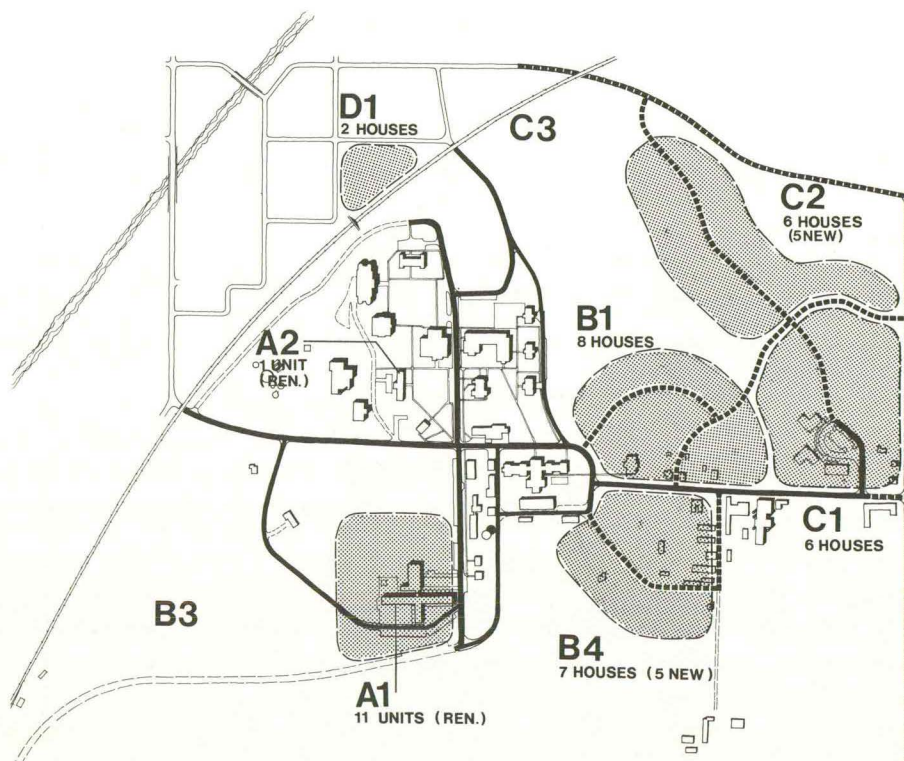 D1
2 HOUSES
C3
C2
6 HOUSES
(5NEW)
B1
8 HOUSES
A2
1 UNIT
(REN.)
C1
6 HOUSES
B3
B4
7 HOUSES (5 NEW)
A1
11 UNITS (REN.)